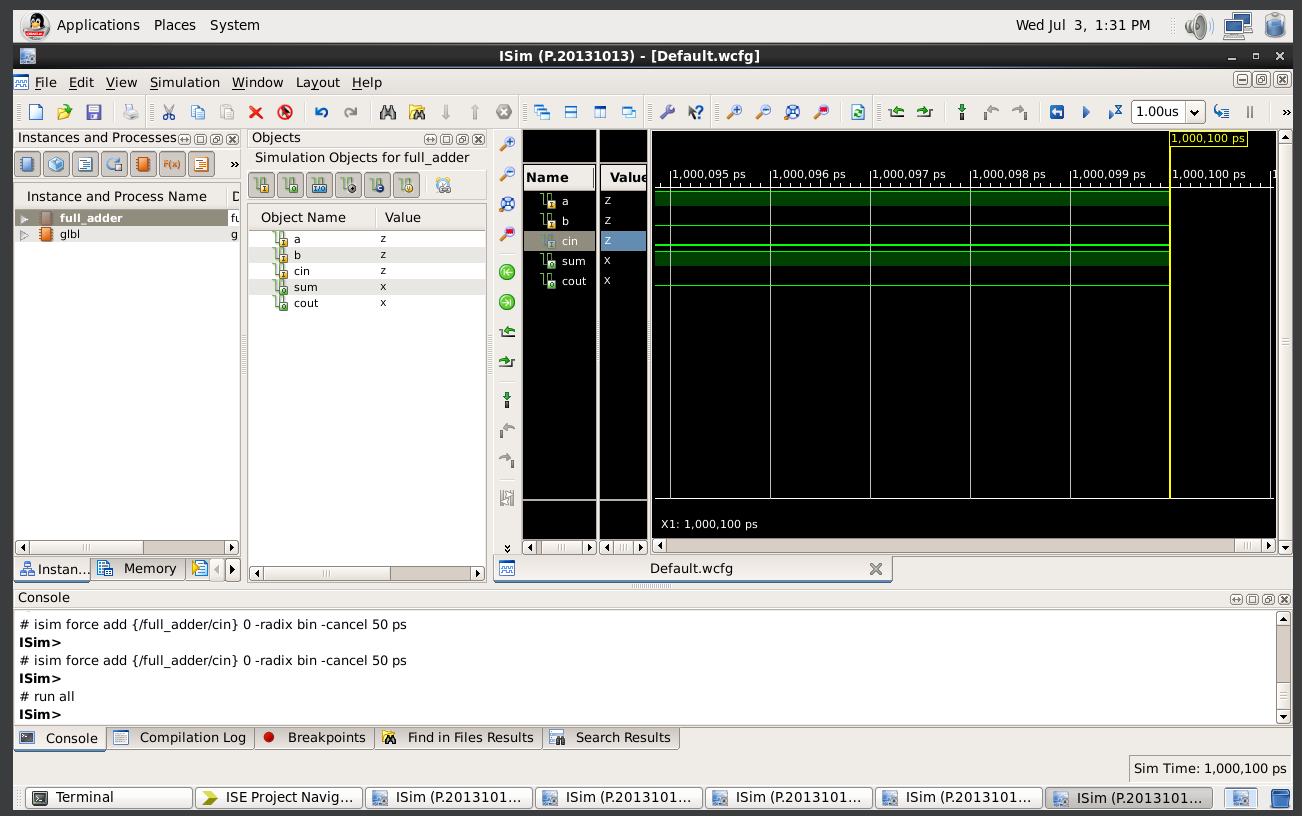 Applications Places System
Wed Jul 3, 1:31 PM
ISim (P.20131013) - [Default.wcfg]
File Edit View Simulation Window Layout Help
1.00us
»
Instances and Processes
F(x)
»
Instance and Process Name D
full_adder fu
glbl g
Instan...
Memory
Objects
Simulation Objects for full_adder
Object Name Value
a z
b z
cin z
sum x
cout x
Name Value
a z
b z
cin z
sum x
cout x
1,000,100 ps
1,000,095 ps 1,000,096 ps 1,000,097 ps 1,000,098 ps 1,000,099 ps 1,000,100 ps 1
X1: 1,000,100 ps
Default.wcfg
Console
# isim force add {/full_adder/cin} 0 -radix bin -cancel 50 ps
ISim>
# isim force add {/full_adder/cin} 0 -radix bin -cancel 50 ps
ISim>
# run all
ISim>
Console Compilation Log Breakpoints Find in Files Results Search Results
Sim Time: 1,000,100 ps
Terminal ISE Project Navig... ISim (P.2013101... ISim (P.2013101... ISim (P.2013101... ISim (P.2013101... ISim (P.2013101...